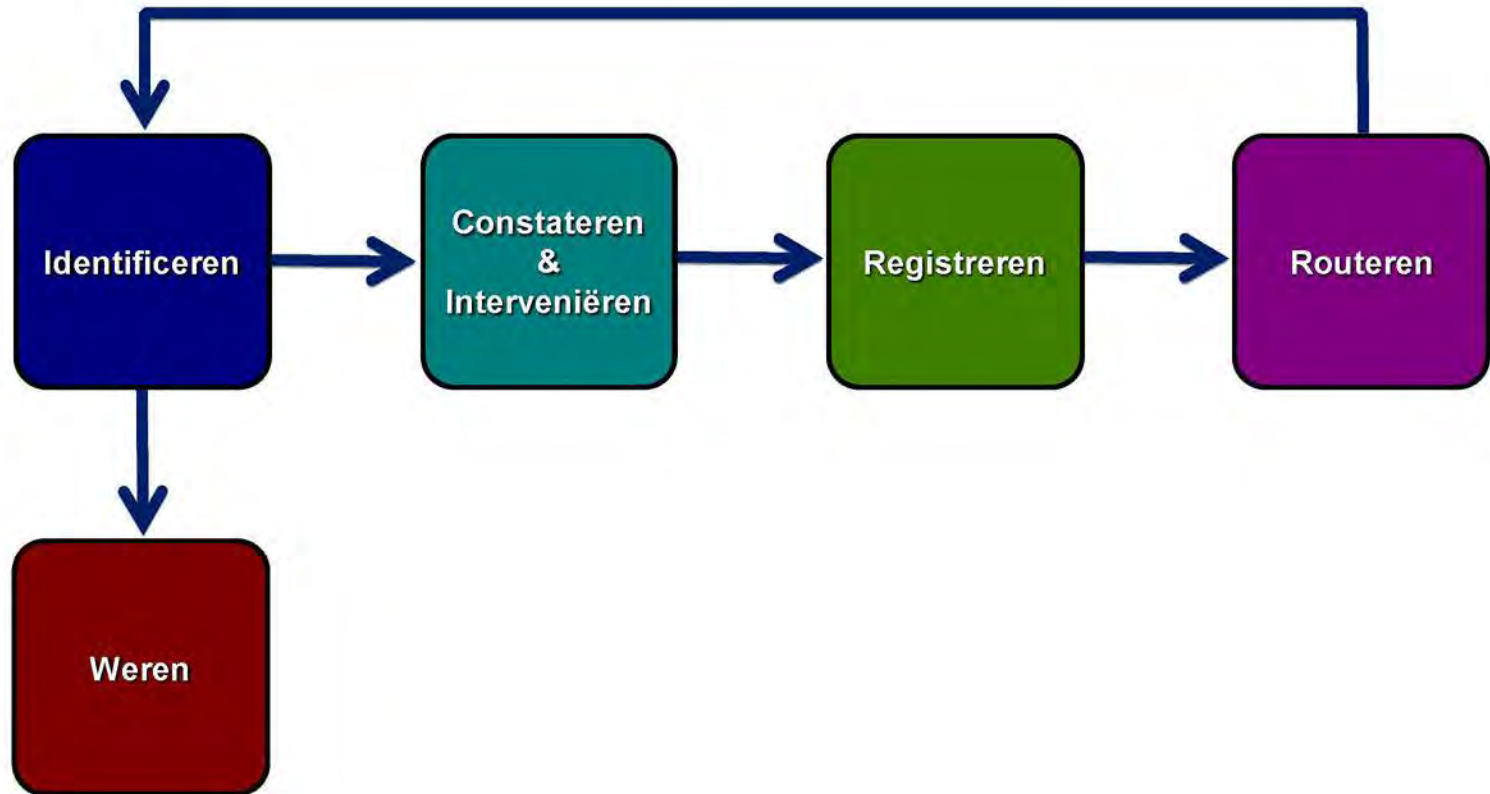 Identificeren
Constateren
&
Interveniëren
Registreren
Routeren
Weren